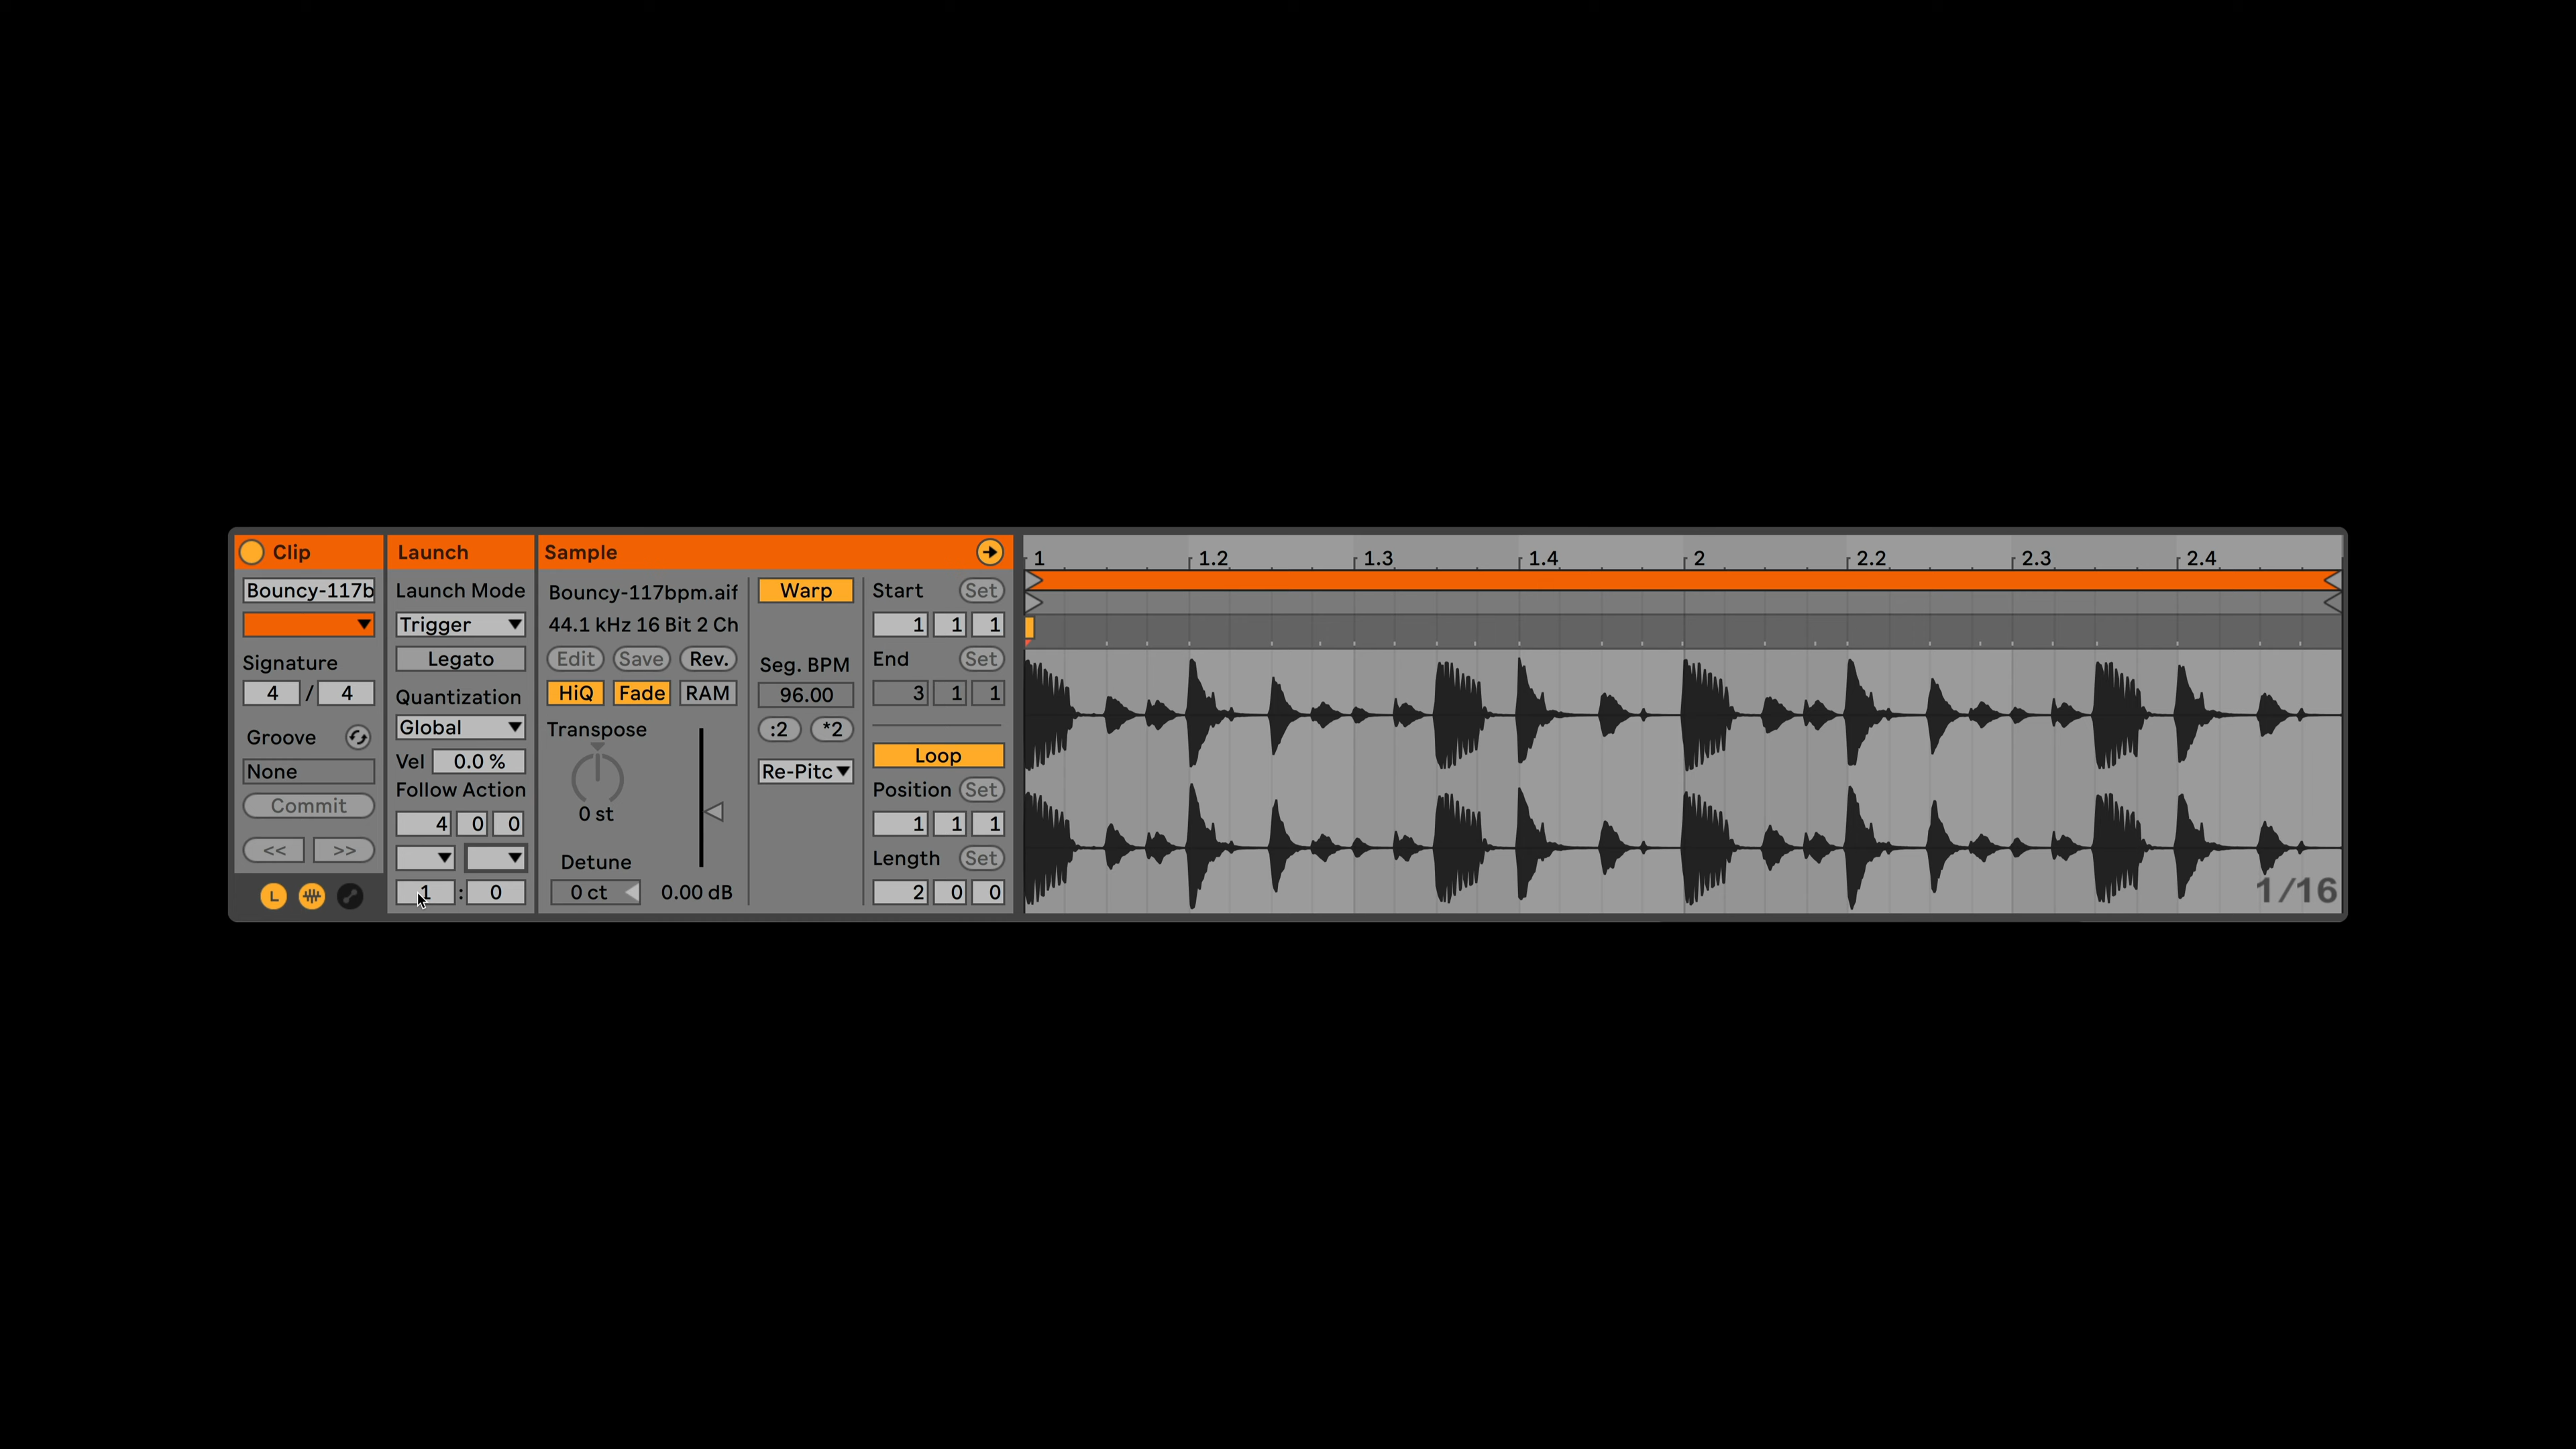 Clip
Bouncy-117b
Signature
4 / 4
Groove
None
Commit
<< >>
L
Launch
Launch Mode
Trigger
Legato
Quantization
Global
Vel 0.0 %
Follow Action
4 0 0
1 : 0
Sample
Bouncy-117bpm.aif
44.1 kHz 16 Bit 2 Ch
Edit Save Rev.
HiQ Fade RAM
Transpose
0 st
Detune
0 ct 0.00 dB
Warp
Seg. BPM
96.00
:2 *2
Re-Pitc
Start Set
1 1 1
End Set
3 1 1
Loop
Position Set
1 1 1
Length Set
2 0 0
1 1.2 1.3 1.4 2 2.2 2.3 2.4
1/16